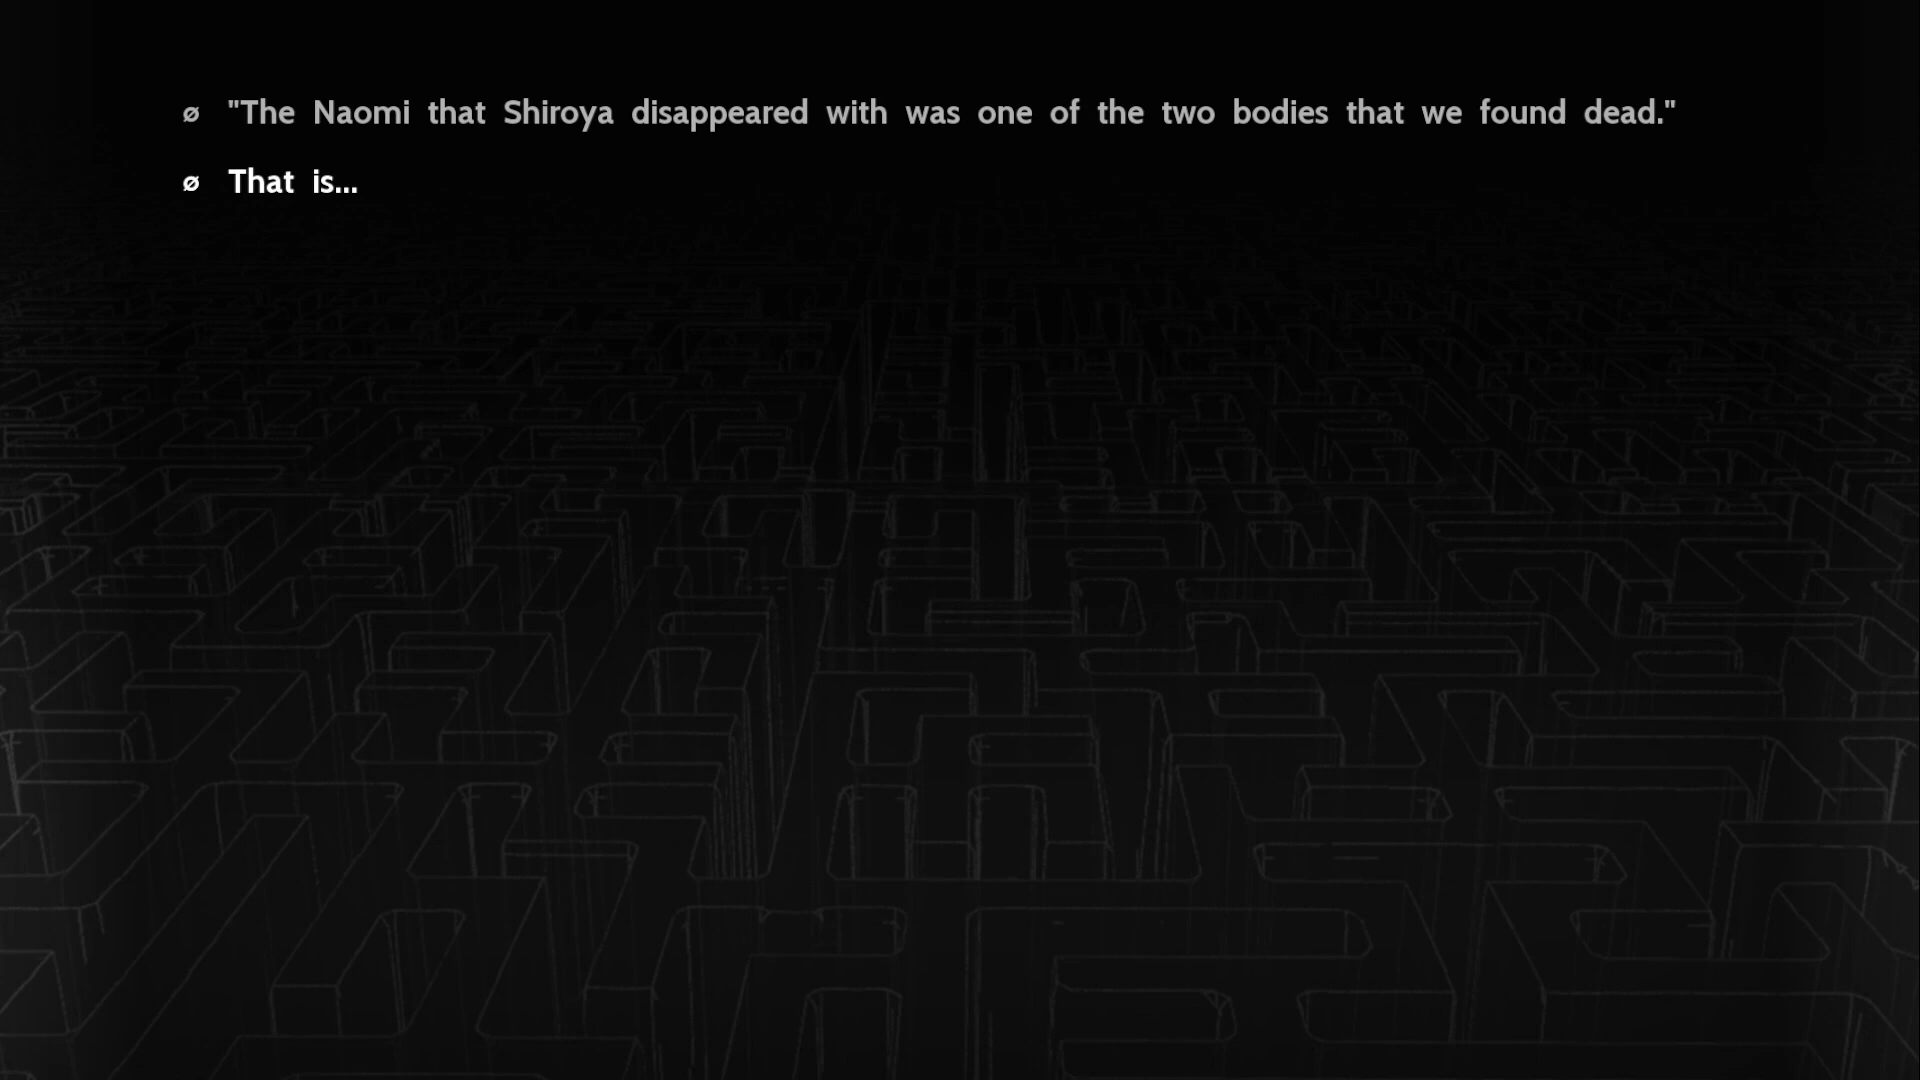 ø "The Naomi that Shiroya disappeared with was one of the two bodies that we found dead."
ø That is...